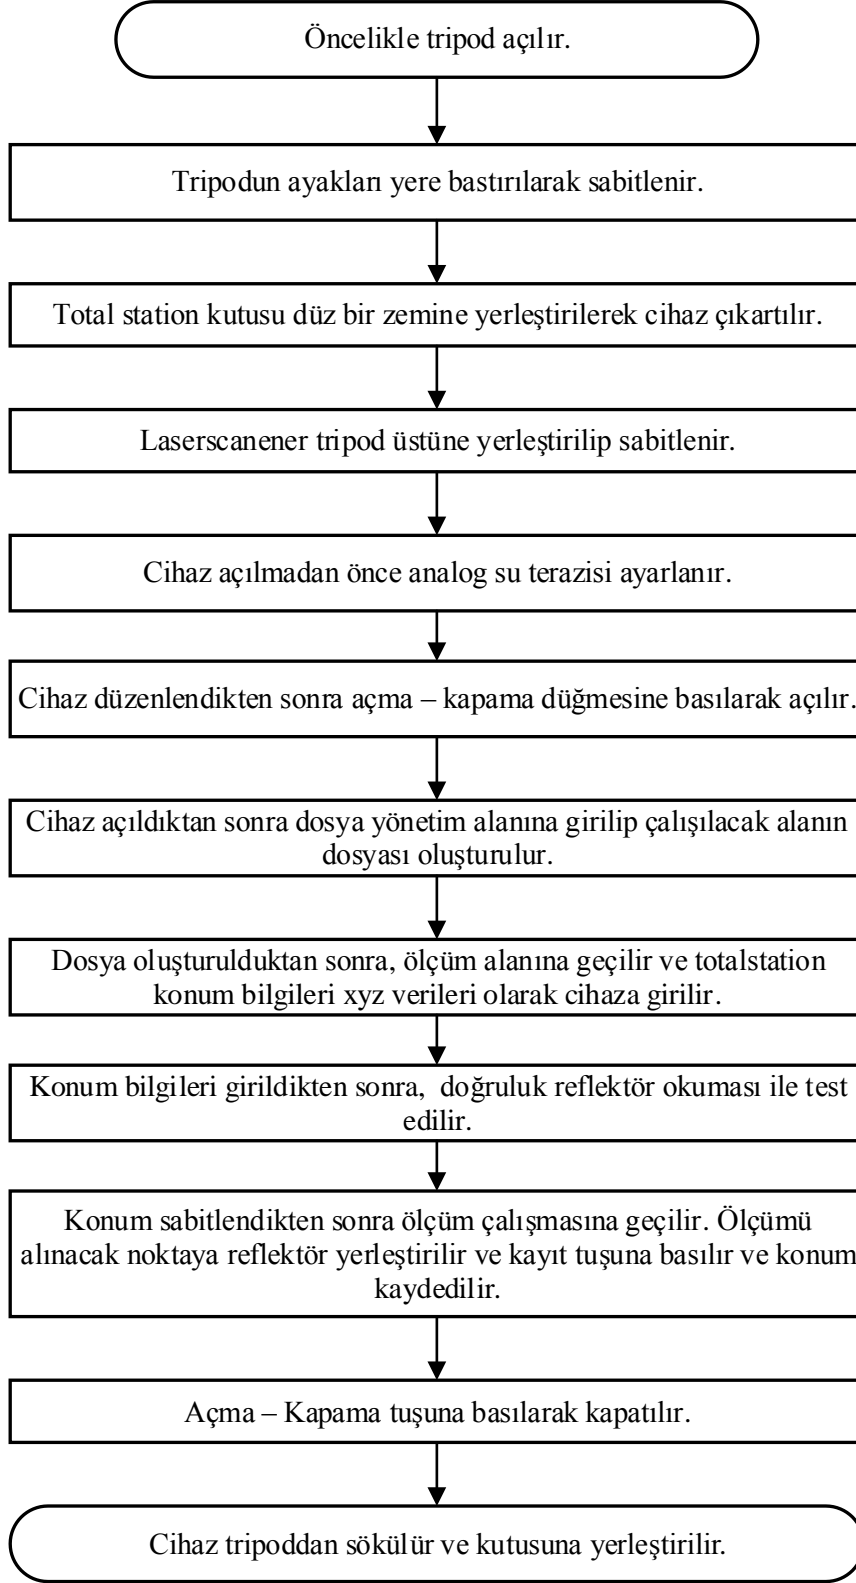 Öncelikle tripod açılır.
Tripodun ayakları yere bastırılarak sabitlenir.
Total station kutusu düz bir zemine yerleştirilerek cihaz çıkartılır.
Laserscanener tripod üstüne yerleştirilip sabitlenir.
Cihaz açılmadan önce analog su terazisi ayarlanır.
Cihaz düzenlendikten sonra açma – kapama düğmesine basılarak açılır.
Cihaz açıldıktan sonra dosya yönetim alanına girilip çalışılacak alanın
dosyası oluşturulur.
Dosya oluşturulduktan sonra, ölçüm alanına geçilir ve totalstation
konum bilgileri xyz verileri olarak cihaza girilir.
Konum bilgileri girildikten sonra,  doğruluk reflektör okuması ile test
edilir.
Konum sabitlendikten sonra ölçüm çalışmasına geçilir. Ölçümü
alınacak noktaya reflektör yerleştirilir ve kayıt tuşuna basılır ve konum
kaydedilir.
Açma – Kapama tuşuna basılarak kapatılır.
Cihaz tripoddan sökülür ve kutusuna yerleştirilir.